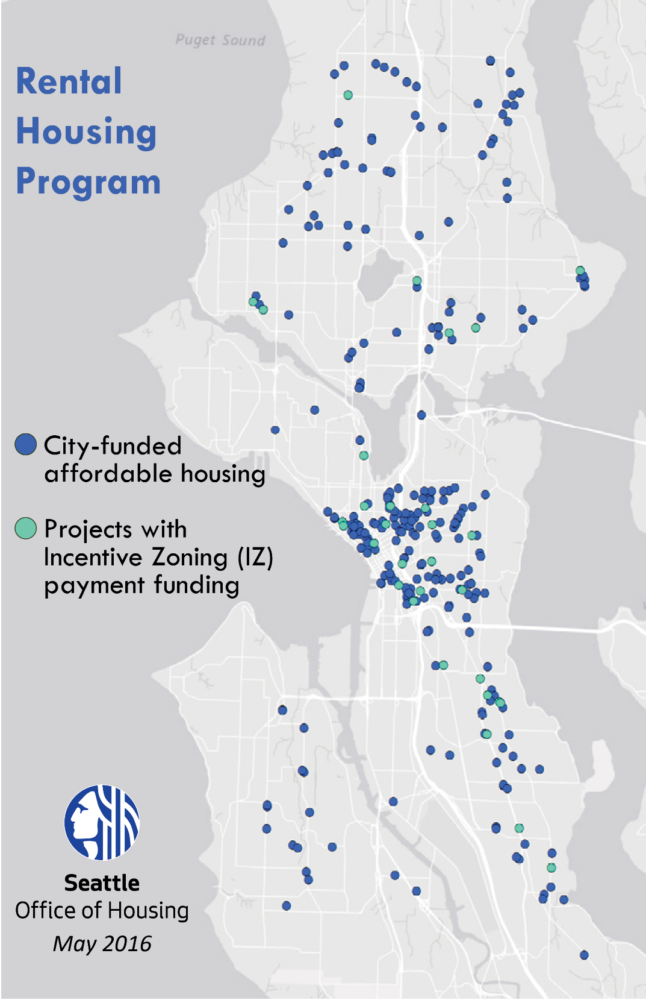 Puget Sound
Rental
Housing
Program
City-funded
affordable housing
Projects with
Incentive Zoning (IZ)
payment funding
Seattle
Office of Housing
May 2016